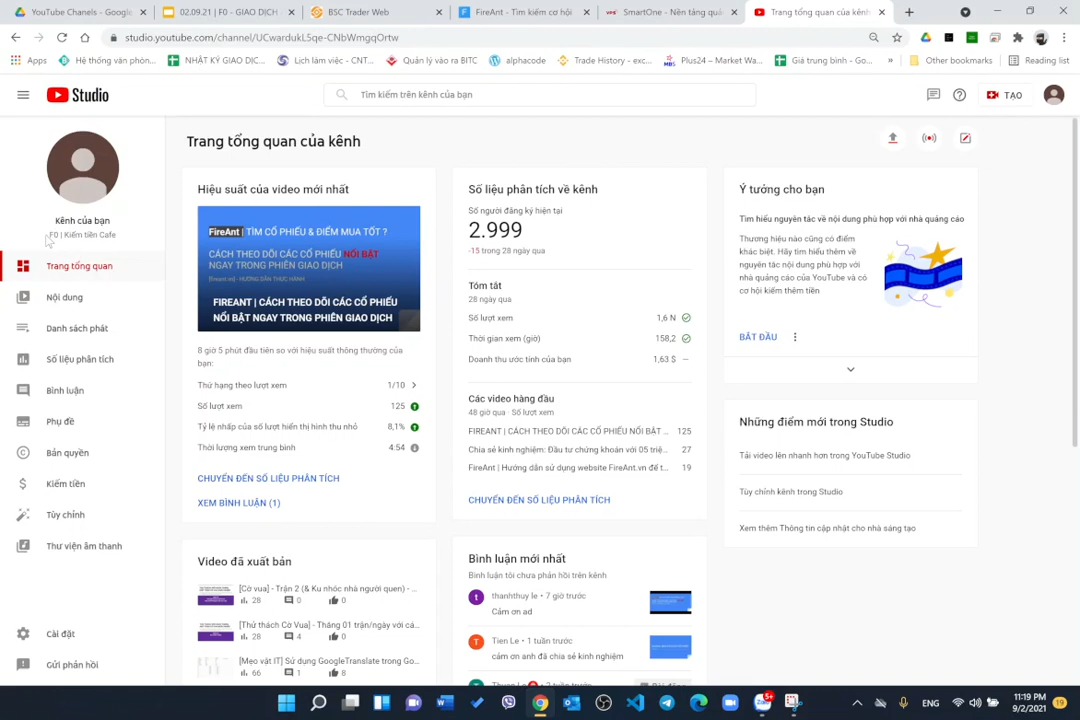 YouTube Chanels - Google
02.09.21 | F0 - GIAO DỊCH
BSC Trader Web
FireAnt - Tìm kiếm cơ hội
SmartOne - Nền tảng quả
Trang tổng quan của kênh
studio.youtube.com/channel/UCwardukL5qe-CNbWmgqOrtw
Apps
Hệ thống văn phòn...
NHẬT KÝ GIAO DỊC...
Lịch làm việc - CNT...
Quản lý vào ra BITC
alphacode
Trade History - exc...
Plus24 – Market Wa...
Giá trung bình - Go...
»
Other bookmarks
Reading list
Studio
Tìm kiếm trên kênh của bạn
TẠO
Kênh của bạn
F0 | Kiếm tiền Cafe
Trang tổng quan
Nội dung
Danh sách phát
Số liệu phân tích
Bình luận
Phụ đề
Bản quyền
Kiếm tiền
Tùy chỉnh
Thư viện âm thanh
Cài đặt
Gửi phản hồi
Trang tổng quan của kênh
Hiệu suất của video mới nhất
FireAnt | TÌM CỔ PHIẾU & ĐIỂM MUA TỐT ?
CÁCH THEO DÕI CÁC CỔ PHIẾU NỔI BẬT
NGAY TRONG PHIÊN GIAO DỊCH
FIREANT | CÁCH THEO DÕI CÁC CỔ PHIẾU
NỔI BẬT NGAY TRONG PHIÊN GIAO DỊCH
8 giờ 5 phút đầu tiên so với hiệu suất thông thường của
bạn:
Thứ hạng theo lượt xem 1/10
Số lượt xem 125
Tỷ lệ nhấp của số lượt hiển thị hình thu nhỏ 8,1%
Thời lượng xem trung bình 4:54
CHUYỂN ĐẾN SỐ LIỆU PHÂN TÍCH
XEM BÌNH LUẬN (1)
Video đã xuất bản
[Cờ vua] - Trận 2 (& Ku nhóc nhà người quen) - ...
28 0 0
[Thử thách Cờ Vua] - Tháng 01 trận/ngày với cá...
28 4 0
[Mẹo vặt IT] Sử dụng GoogleTranslate trong Go...
66 1 8
Số liệu phân tích về kênh
Số người đăng ký hiện tại
2.999
-15 trong 28 ngày qua
Tóm tắt
28 ngày qua
Số lượt xem 1,6 N
Thời gian xem (giờ) 158,2
Doanh thu ước tính của bạn 1,63 $ —
Các video hàng đầu
48 giờ qua · Số lượt xem
FIREANT | CÁCH THEO DÕI CÁC CỔ PHIẾU NỔI BẬT ... 125
Chia sẻ kinh nghiệm: Đầu tư chứng khoán với 05 triệ... 27
FireAnt | Hướng dẫn sử dụng website FireAnt.vn để t... 19
CHUYỂN ĐẾN SỐ LIỆU PHÂN TÍCH
Bình luận mới nhất
Bình luận tôi chưa phản hồi trên kênh
t
thanhthuy le • 7 giờ trước
Cảm ơn ad
T
Tien Le • 1 tuần trước
cảm ơn anh đã chia sẻ kinh nghiệm
Ý tưởng cho bạn
Tìm hiểu nguyên tắc về nội dung phù hợp với nhà quảng cáo
Thương hiệu nào cũng có điểm
khác biệt. Hãy tìm hiểu thêm về
nguyên tắc nội dung phù hợp với
nhà quảng cáo của YouTube và có
cơ hội kiếm thêm tiền
BẮT ĐẦU
Những điểm mới trong Studio
Tải video lên nhanh hơn trong YouTube Studio
Tùy chỉnh kênh trong Studio
Xem thêm Thông tin cập nhật cho nhà sáng tạo
5+
ENG
11:19 PM
9/2/2021
19